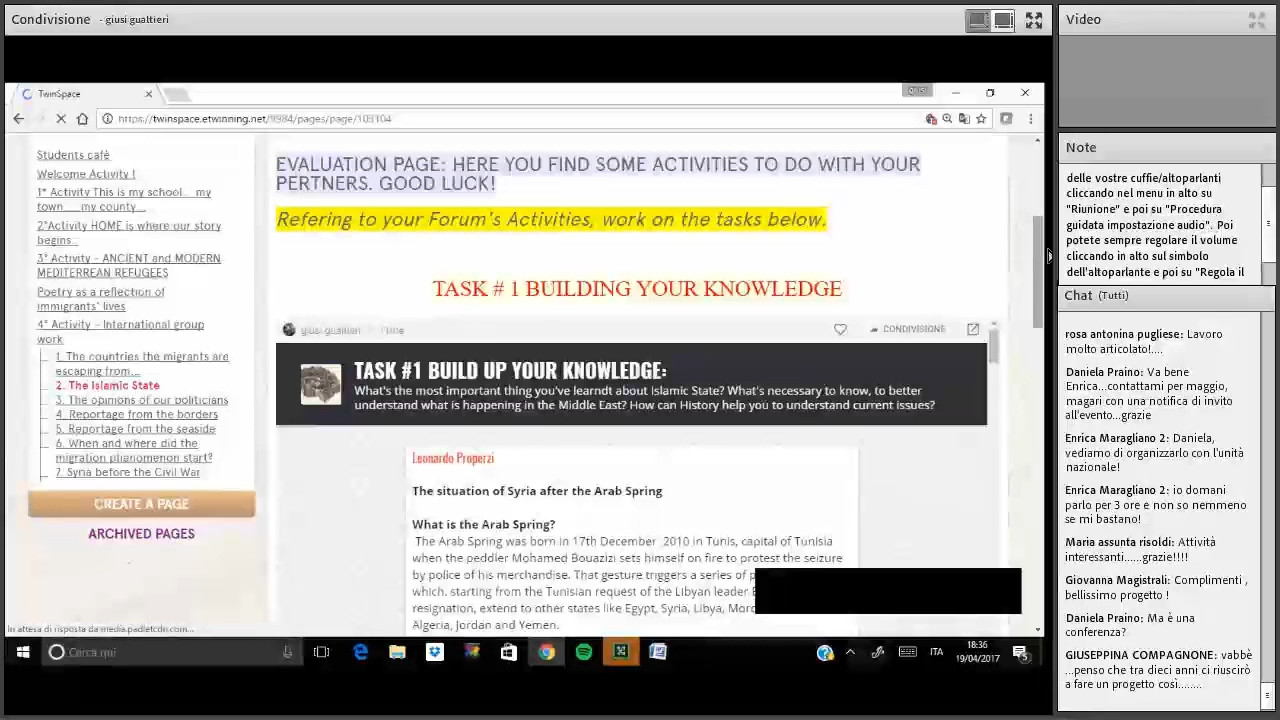 Condivisione - giusi gualtieri
Video
TwinSpace
giusi
https://twinspace.etwinning.net/9984/pages/page/103104
Students café
Welcome Activity !
1° Activity This is my school... my
town.....my county...
2°Activity HOME is where our story
begins..
3° Activity - ANCIENT and MODERN
MEDITERREAN REFUGEES
Poetry as a reflection of
immigrants' lives
4° Activity - International group
work
1. The countries the migrants are
escaping from...
2. The Islamic State
3. The opinions of our politicians
4. Reportage from the borders
5. Reportage from the seaside
6. When and where did the
migration phanomenon start?
7. Syria before the Civil War
CREATE A PAGE
ARCHIVED PAGES
In attesa di risposta da media.padletcdn.com...
EVALUATION PAGE: HERE YOU FIND SOME ACTIVITIES TO DO WITH YOUR
PERTNERS. GOOD LUCK!
Refering to your Forum's Activities, work on the tasks below.
TASK # 1 BUILDING YOUR KNOWLEDGE
giusi gualtieri
CONDIVISIONE
TASK #1 BUILD UP YOUR KNOWLEDGE:
What's the most important thing you've learndt about Islamic State? What's necessary to know, to better
understand what is happening in the Middle East? How can History help you to understand current issues?
Leonardo Properzi
The situation of Syria after the Arab Spring
What is the Arab Spring?
The Arab Spring was born in 17th December 2010 in Tunis, capital of Tunisia
when the peddler Mohamed Bouazizi sets himself on fire to protest the seizure
by police of his merchandise. That gesture triggers a series of
which, starting from the Tunisian request of the Libyan leader
resignation, extend to other states like Egypt, Syria, Libya,
Algeria, Jordan and Yemen.
Cerca qui
ITA
18:36
19/04/2017
5
Note
delle vostre cuffie/altoparlanti
cliccando nel menu in alto su
"Riunione" e poi su "Procedura
guidata impostazione audio". Poi
potete sempre regolare il volume
cliccando in alto sul simbolo
dell'altoparlante e poi su "Regola il
Chat (Tutti)
rosa antonina pugliese: Lavoro
molto articolato!....
Daniela Praino: Va bene
Enrica...contattami per maggio,
magari con una notifica di invito
all'evento...grazie
Enrica Maragliano 2: Daniela,
vediamo di organizzarlo con l'unità
nazionale!
Enrica Maragliano 2: io domani
parlo per 3 ore e non so nemmeno
se mi bastano!
Maria assunta risoldi: Attività
interessanti......grazie!!!!
Giovanna Magistrali: Complimenti ,
bellissimo progetto !
Daniela Praino: Ma è una
conferenza?
GIUSEPPINA COMPAGNONE: vabbè
...penso che tra dieci anni ci riuscirò
a fare un progetto così.......